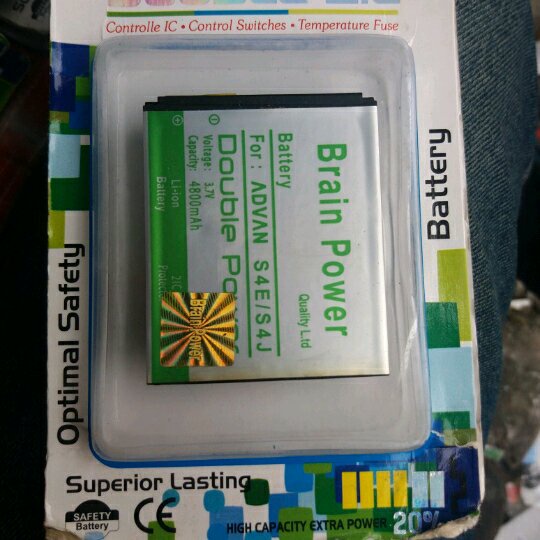 Controlle IC • Control Switches • Temperature Fuse
Brain Power
Quality L.td
Battery
For : ADVAN S4E/S4J
Double Po
Voltage : 3.7V
Capacity: 4800mAh
Li-ion
Battery
Brain Power
Optimal Safety
Battery
Superior Lasting
SAFETY
Battery
CE
HIGH CAPACITY EXTRA POWER 20%